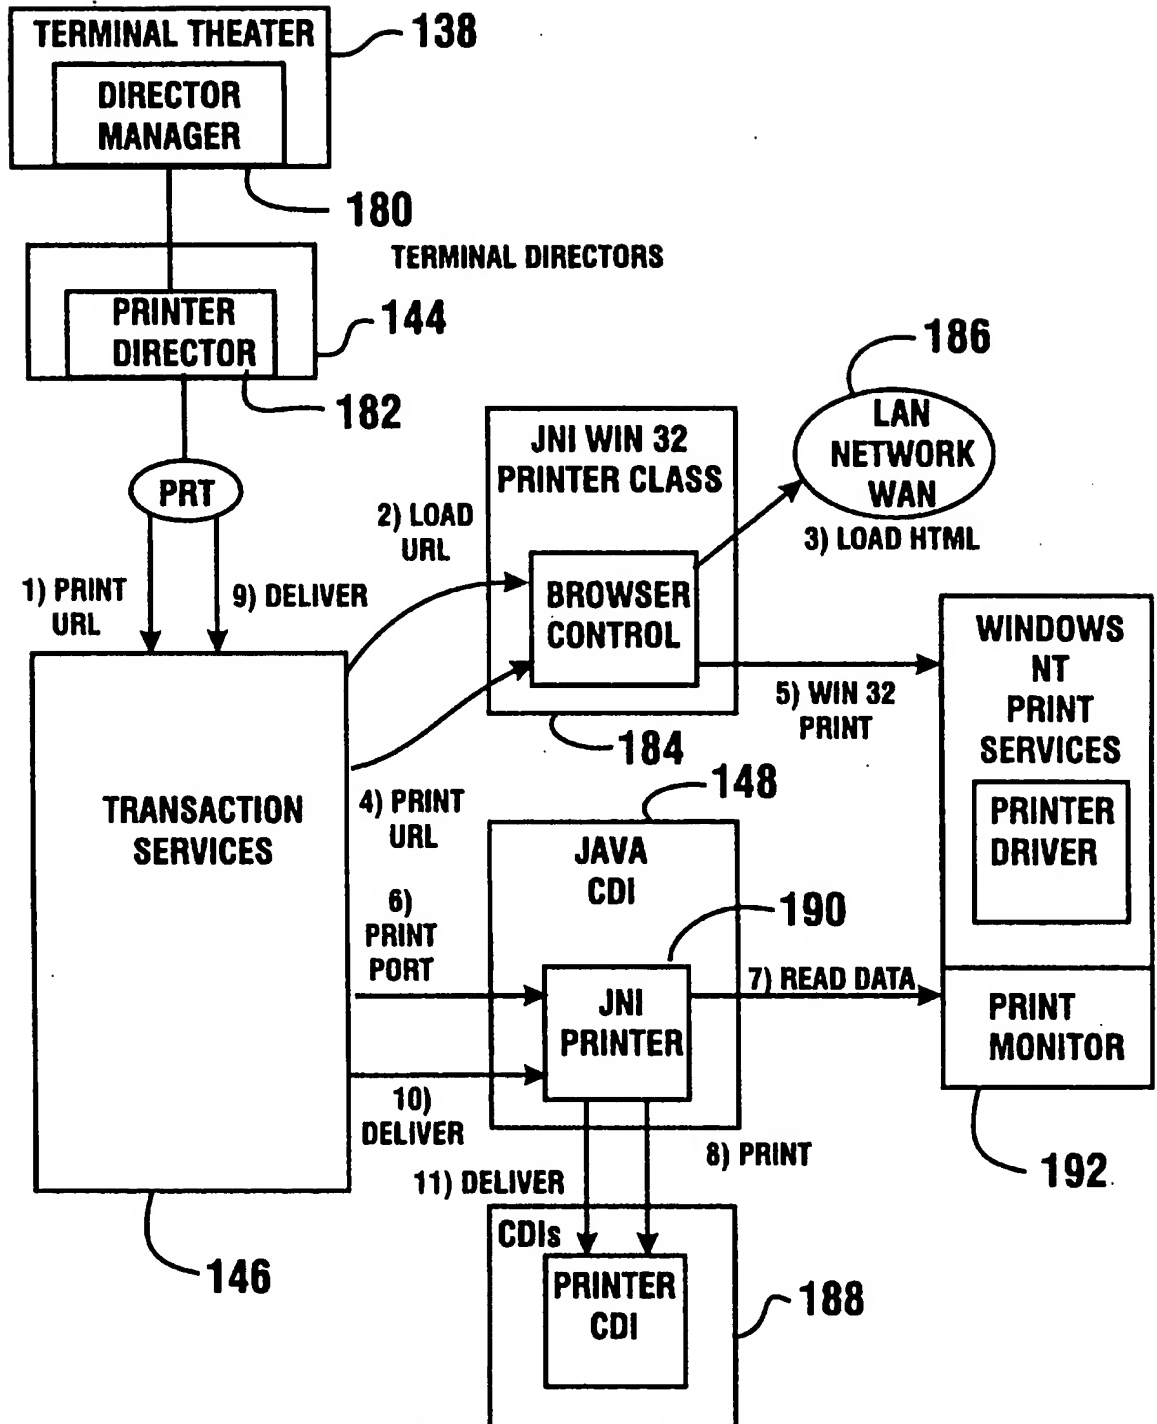 TERMINAL THEATER
138
DIRECTOR
MANAGER
180
TERMINAL DIRECTORS
PRINTER
DIRECTOR
144
182
PRT
1) PRINT
URL
9) DELIVER
2) LOAD
URL
JNI WIN 32
PRINTER CLASS
186
LAN
NETWORK
WAN
3) LOAD HTML
BROWSER
CONTROL
5) WIN 32
PRINT
184
WINDOWS
NT
PRINT
SERVICES
PRINTER
DRIVER
TRANSACTION
SERVICES
4) PRINT
URL
148
JAVA
CDI
190
6)
PRINT
PORT
JNI
PRINTER
7) READ DATA
PRINT
MONITOR
10)
DELIVER
8) PRINT
192
11) DELIVER
146
CDIs
PRINTER
CDI
188